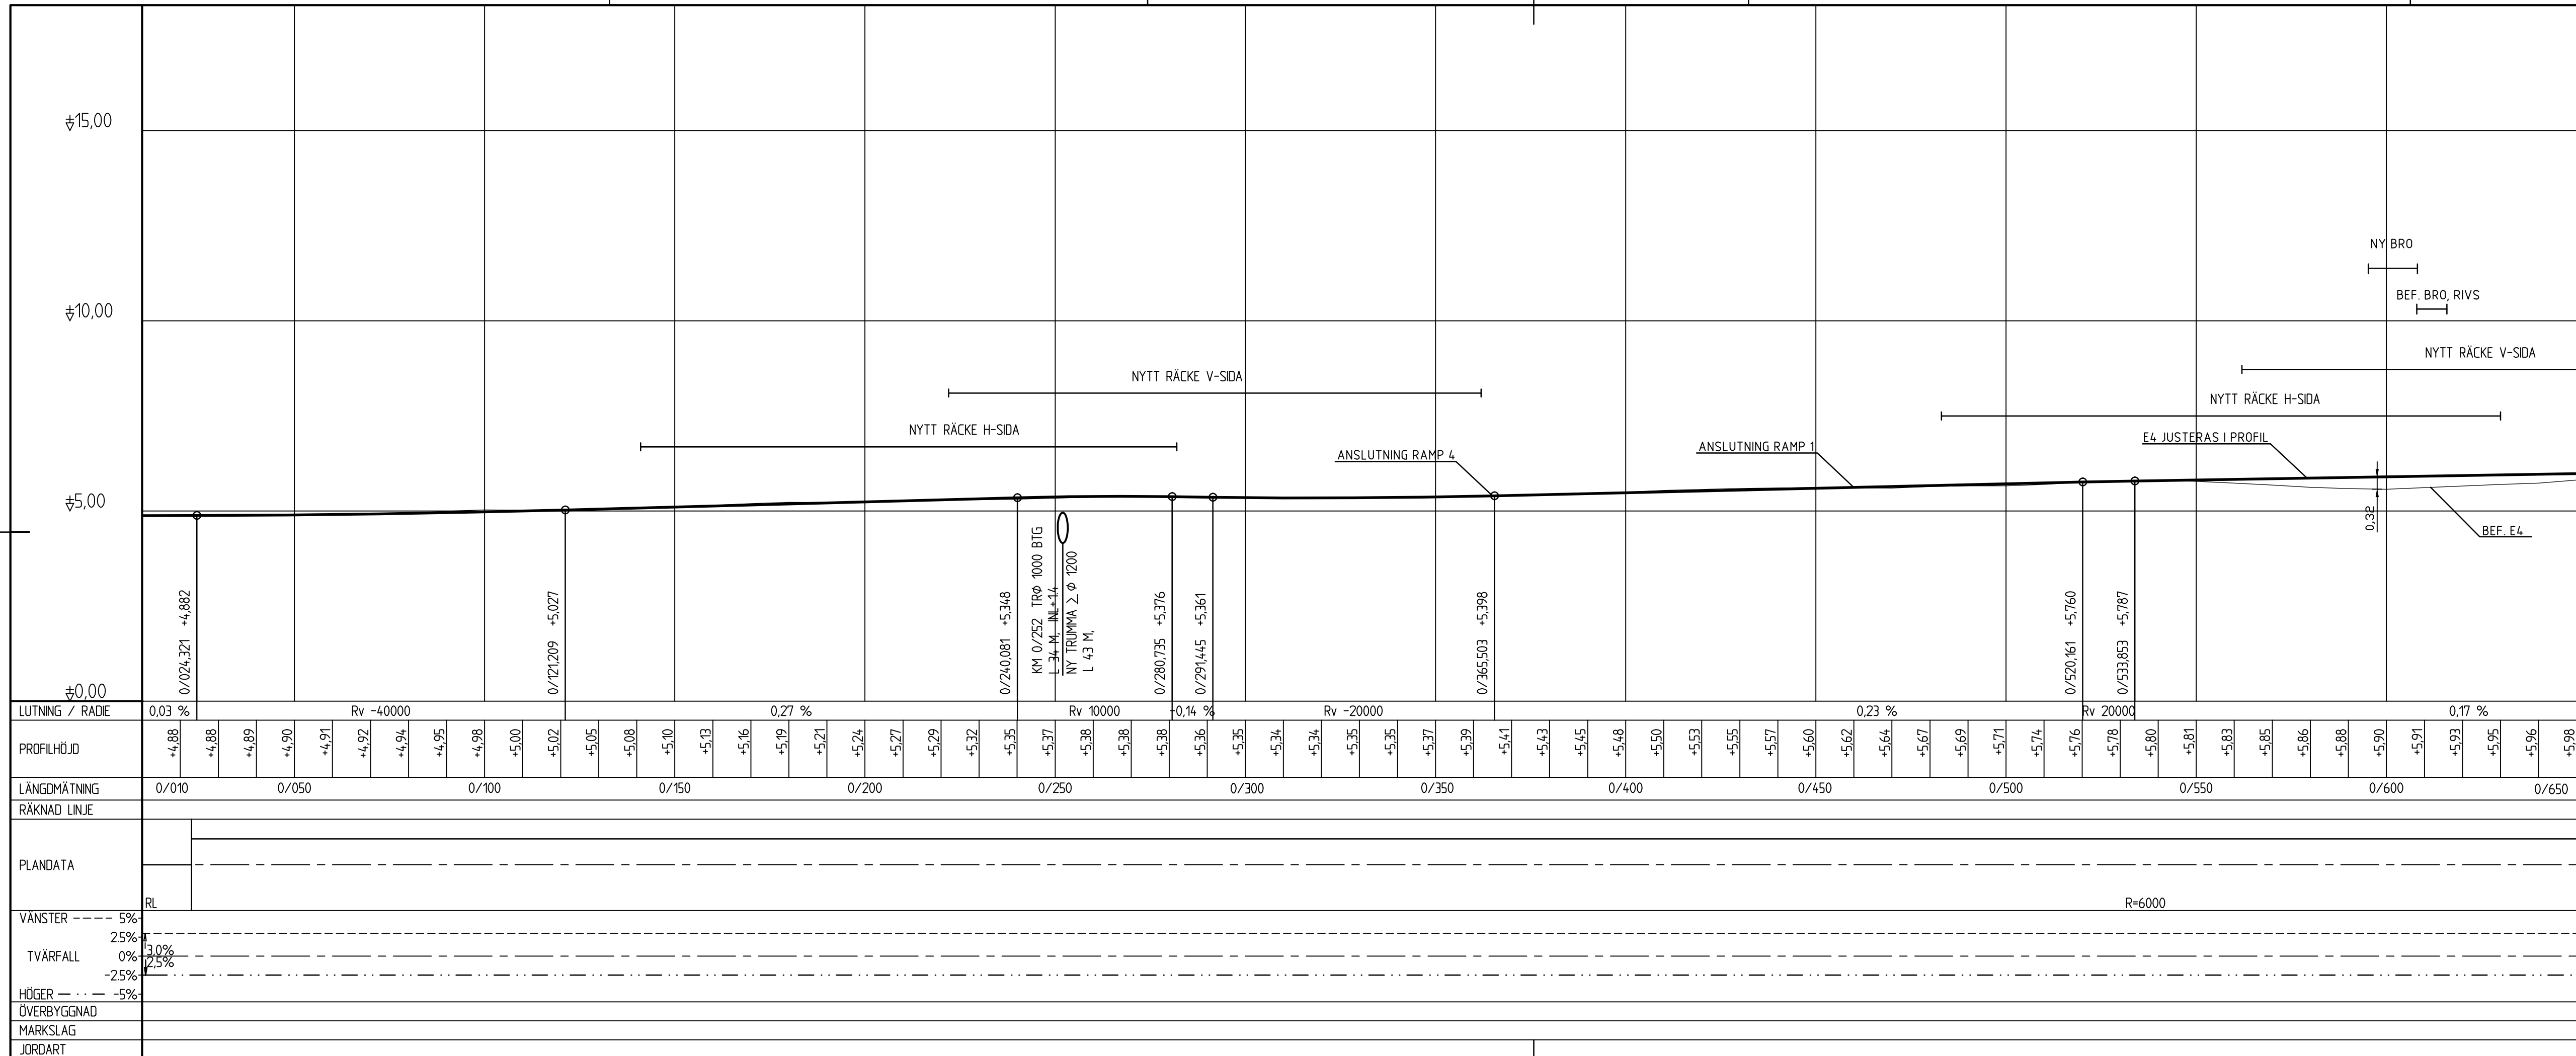 ±15,00
±10,00
±5,00
±0,00
NY BRO
BEF. BRO, RIVS
NYTT RÄCKE V-SIDA
NYTT RÄCKE H-SIDA
NYTT RÄCKE V-SIDA
NYTT RÄCKE H-SIDA
ANSLUTNING RAMP 4
ANSLUTNING RAMP 1
E4 JUSTERAS I PROFIL
BEF. E4
0,32
0/024,321 +4,882
0/121,209 +5,027
0/240,081 +5,348
KM 0/252 TRØ 1000 BTG
L 34 M, INL+1.4
NY TRUMMA ≥ Ø 1200
L 43 M,
0/280,735 +5,376
0/291,445 +5,361
0/365,503 +5,398
0/520,161 +5,760
0/533,853 +5,787
LUTNING / RADIE 0,03 % Rv -40000 0,27 % Rv 10000 -0,14 % Rv -20000 0,23 % Rv 20000 0,17 %
PROFILHÖJD +4,88 +4,88 +4,89 +4,90 +4,91 +4,92 +4,94 +4,95 +4,98 +5,00 +5,02 +5,05 +5,08 +5,10 +5,13 +5,16 +5,19 +5,21 +5,24 +5,27 +5,29 +5,32 +5,35 +5,37 +5,38 +5,38 +5,38 +5,36 +5,35 +5,34 +5,34 +5,35 +5,35 +5,37 +5,39 +5,41 +5,43 +5,45 +5,48 +5,50 +5,53 +5,55 +5,57 +5,60 +5,62 +5,64 +5,67 +5,69 +5,71 +5,74 +5,76 +5,78 +5,80 +5,81 +5,83 +5,85 +5,86 +5,88 +5,90 +5,91 +5,93 +5,95 +5,96 +5,98
LÄNGDMÄTNING 0/010 0/050 0/100 0/150 0/200 0/250 0/300 0/350 0/400 0/450 0/500 0/550 0/600 0/650
RÄKNAD LINJE
PLANDATA
RL
R=6000
VÄNSTER 5%
2.5%
3,0%
TVÄRFALL 0%
2,5%
-2.5%
HÖGER -5%
ÖVERBYGGNAD
MARKSLAG
JORDART